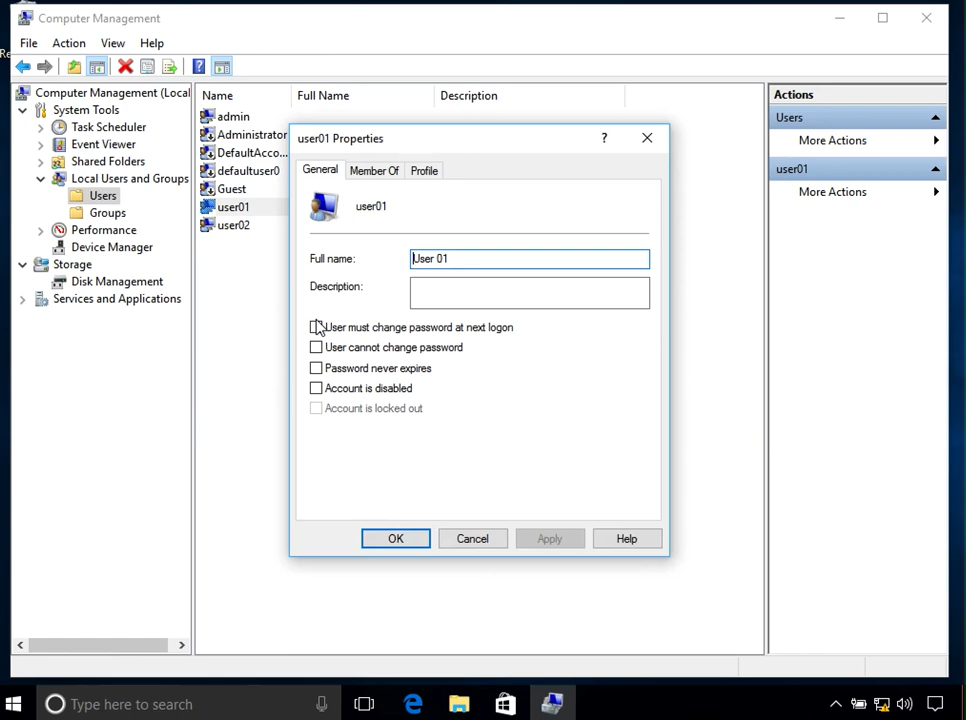 Computer Management
File Action View Help
Re
Computer Management (Local
System Tools
Task Scheduler
Event Viewer
Shared Folders
Local Users and Groups
Users
Groups
Performance
Device Manager
Storage
Disk Management
Services and Applications
Name Full Name Description
admin
Administrator
DefaultAcco...
defaultuser0
Guest
user01
user02
user01 Properties
General Member Of Profile
user01
Full name: User 01
Description:
User must change password at next logon
User cannot change password
Password never expires
Account is disabled
Account is locked out
OK Cancel Apply Help
Actions
Users
More Actions
user01
More Actions
Type here to search